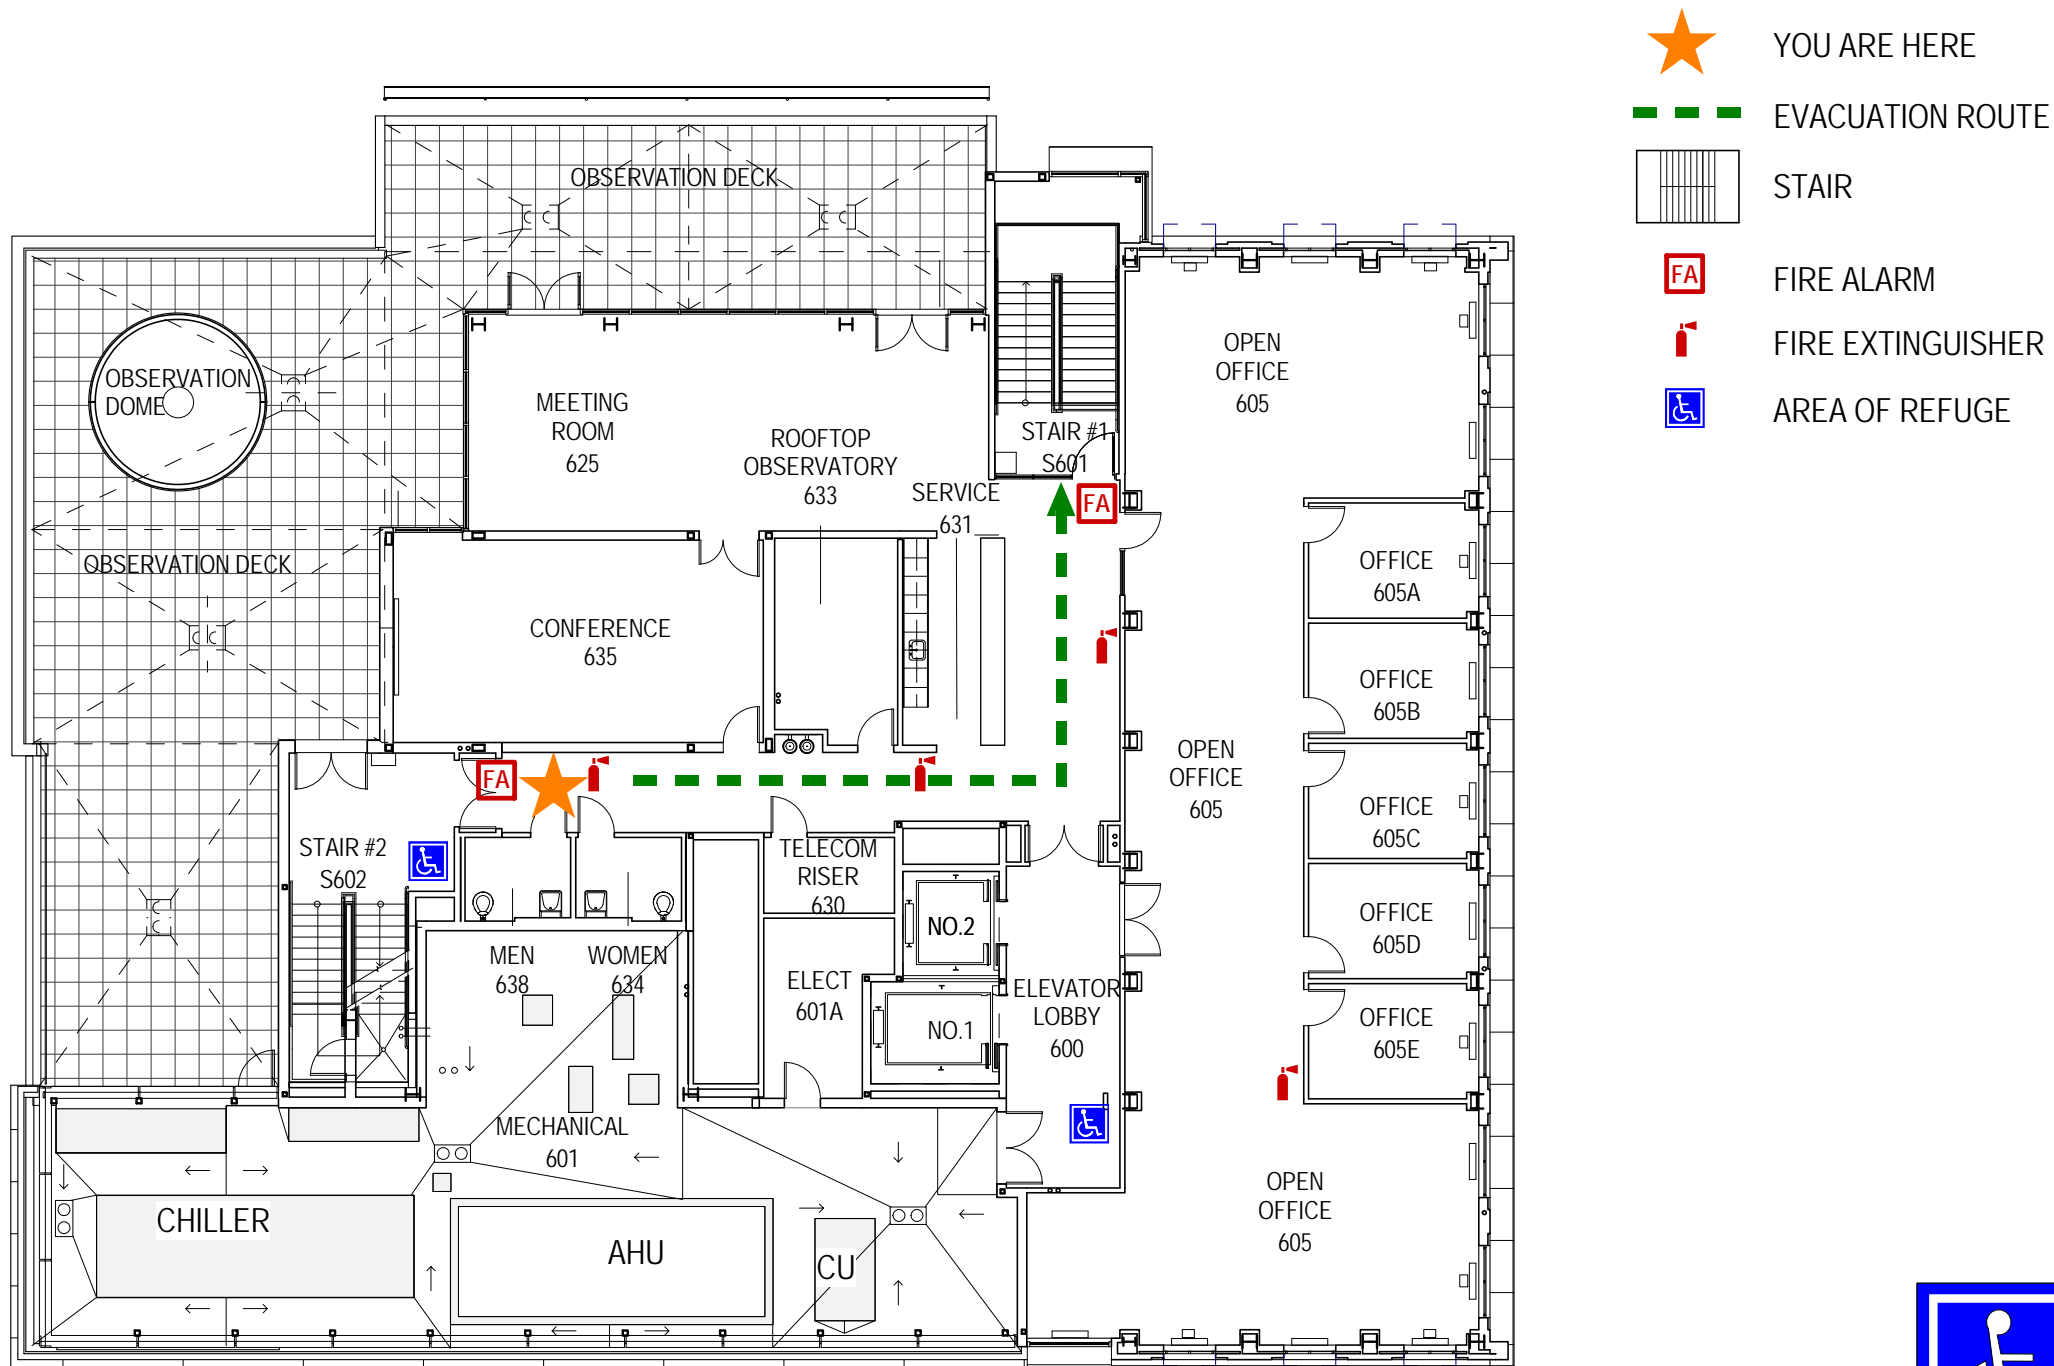 YOU ARE HERE
EVACUATION ROUTE
STAIR
FA
FIRE ALARM
FIRE EXTINGUISHER
AREA OF REFUGE
OBSERVATION DECK
OBSERVATION
DOME
OBSERVATION DECK
MEETING
ROOM
625
ROOFTOP
OBSERVATORY
633
SERVICE
631
STAIR #1
S601
FA
OPEN
OFFICE
605
OFFICE
605A
OFFICE
605B
CONFERENCE
635
OPEN
OFFICE
605
OFFICE
605C
FA
STAIR #2
S602
TELECOM
RISER
630
NO.2
OFFICE
605D
MEN
638
WOMEN
634
ELECT
601A
NO.1
ELEVATOR
LOBBY
600
OFFICE
605E
MECHANICAL
601
CHILLER
AHU
CU
OPEN
OFFICE
605